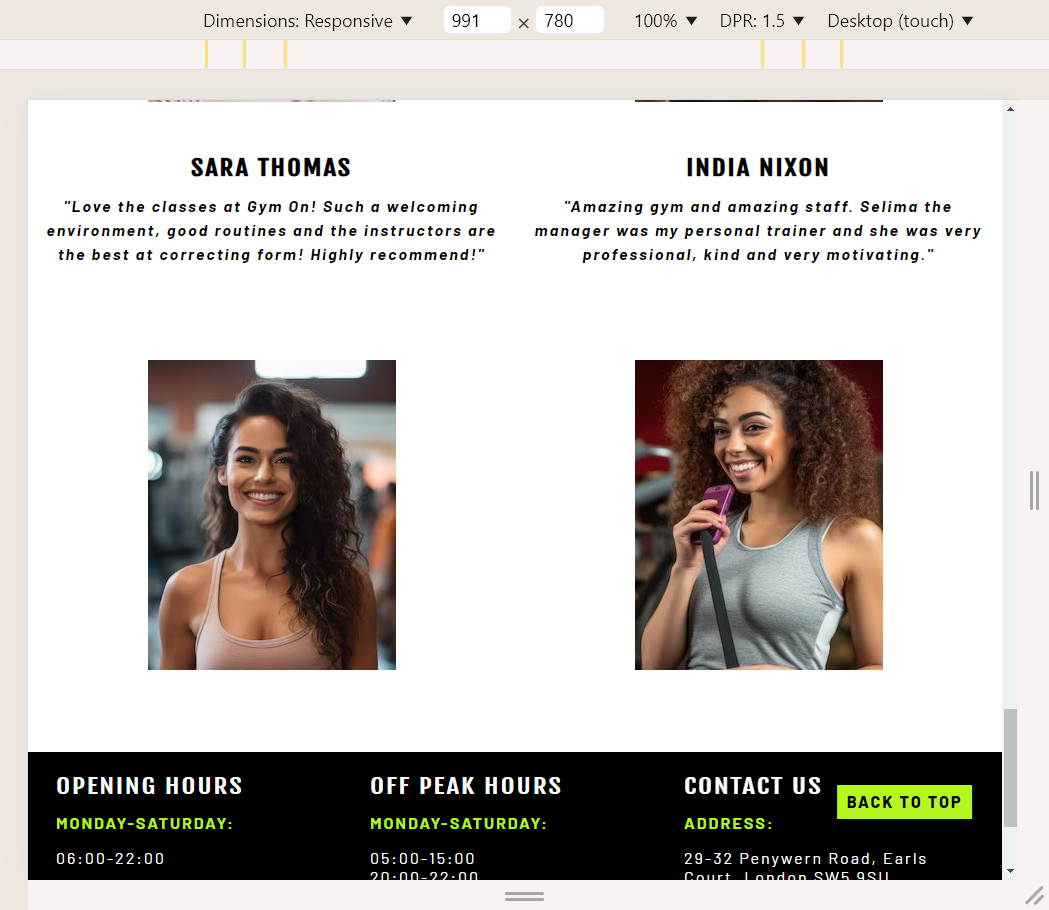 Dimensions: Responsive ▼ 991 × 780 100% ▼ DPR: 1.5 ▼ Desktop (touch) ▼
SARA THOMAS
"Love the classes at Gym On! Such a welcoming
environment, good routines and the instructors are
the best at correcting form! Highly recommend!"
INDIA NIXON
"Amazing gym and amazing staff. Selima the
manager was my personal trainer and she was very
professional, kind and very motivating."
OPENING HOURS
MONDAY-SATURDAY:
06:00-22:00
OFF PEAK HOURS
MONDAY-SATURDAY:
05:00-15:00
20:00-22:00
CONTACT US
ADDRESS:
29-32 Penywern Road, Earls
Court, London SW5 9SU
BACK TO TOP